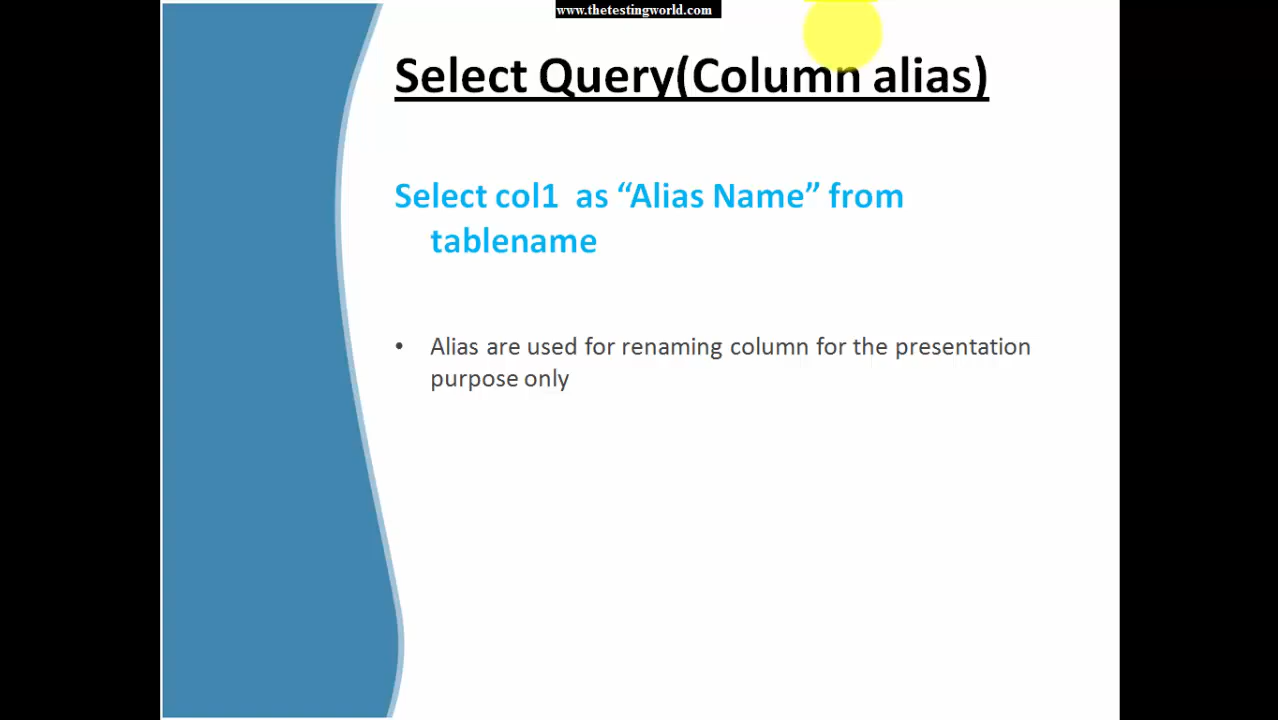 www.thetestingworld.com
Select Query(Column alias)
Select col1  as “Alias Name” from
tablename
• Alias are used for renaming column for the presentation
purpose only